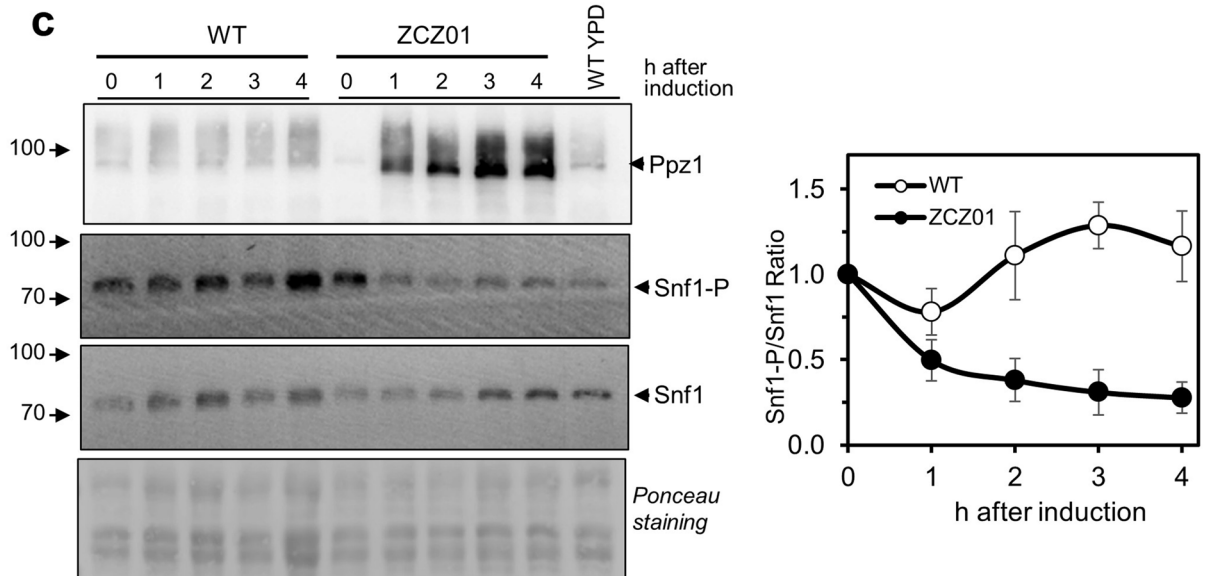 c
WT ZCZ01 WT YPD
0 1 2 3 4 0 1 2 3 4 h after
induction
100 Ppz1
100
70 Snf1-P
100
70 Snf1
Ponceau
staining
Snf1-P/Snf1 Ratio
1.5
1.0
0.5
0.0
WT
ZCZ01
0 1 2 3 4
h after induction